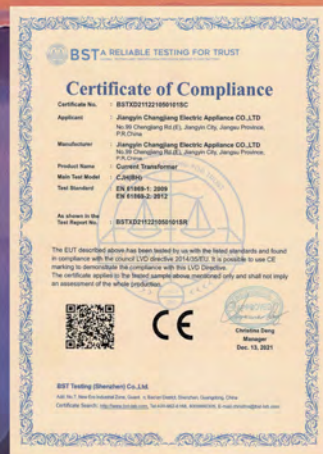 BST A RELIABLE TESTING FOR TRUST
Certificate of Compliance
Certificate No. : BSTXD2112210501015C
Applicant : Jiangyin Changjiang Electric Appliance CO.,LTD
No.99 Chengjiang Rd.(E), Jiangyin City, Jiangsu Province,
P.R.China
Manufacturer : Jiangyin Changjiang Electric Appliance CO.,LTD
No.99 Chengjiang Rd.(E), Jiangyin City, Jiangsu Province,
P.R.China
Product Name : Current Transformer
Main Test Model : CJH(BH)
Test Standard : EN 61869-1: 2009
EN 61869-2: 2012
As shown in the
Test Report No. :
The EUT described above has been tested by us with the listed standards and found
in compliance with the council LVD directive 2014/35/EU. It is possible to use CE
marking to demonstrate the compliance with this LVD Directive.
The certificate applies to the tested sample above mentioned only and shall not imply
an assessment of the whole production.
CE
Christina Deng
Manager
Dec. 13, 2021
BST Testing (Shenzhen) Co.,Ltd.